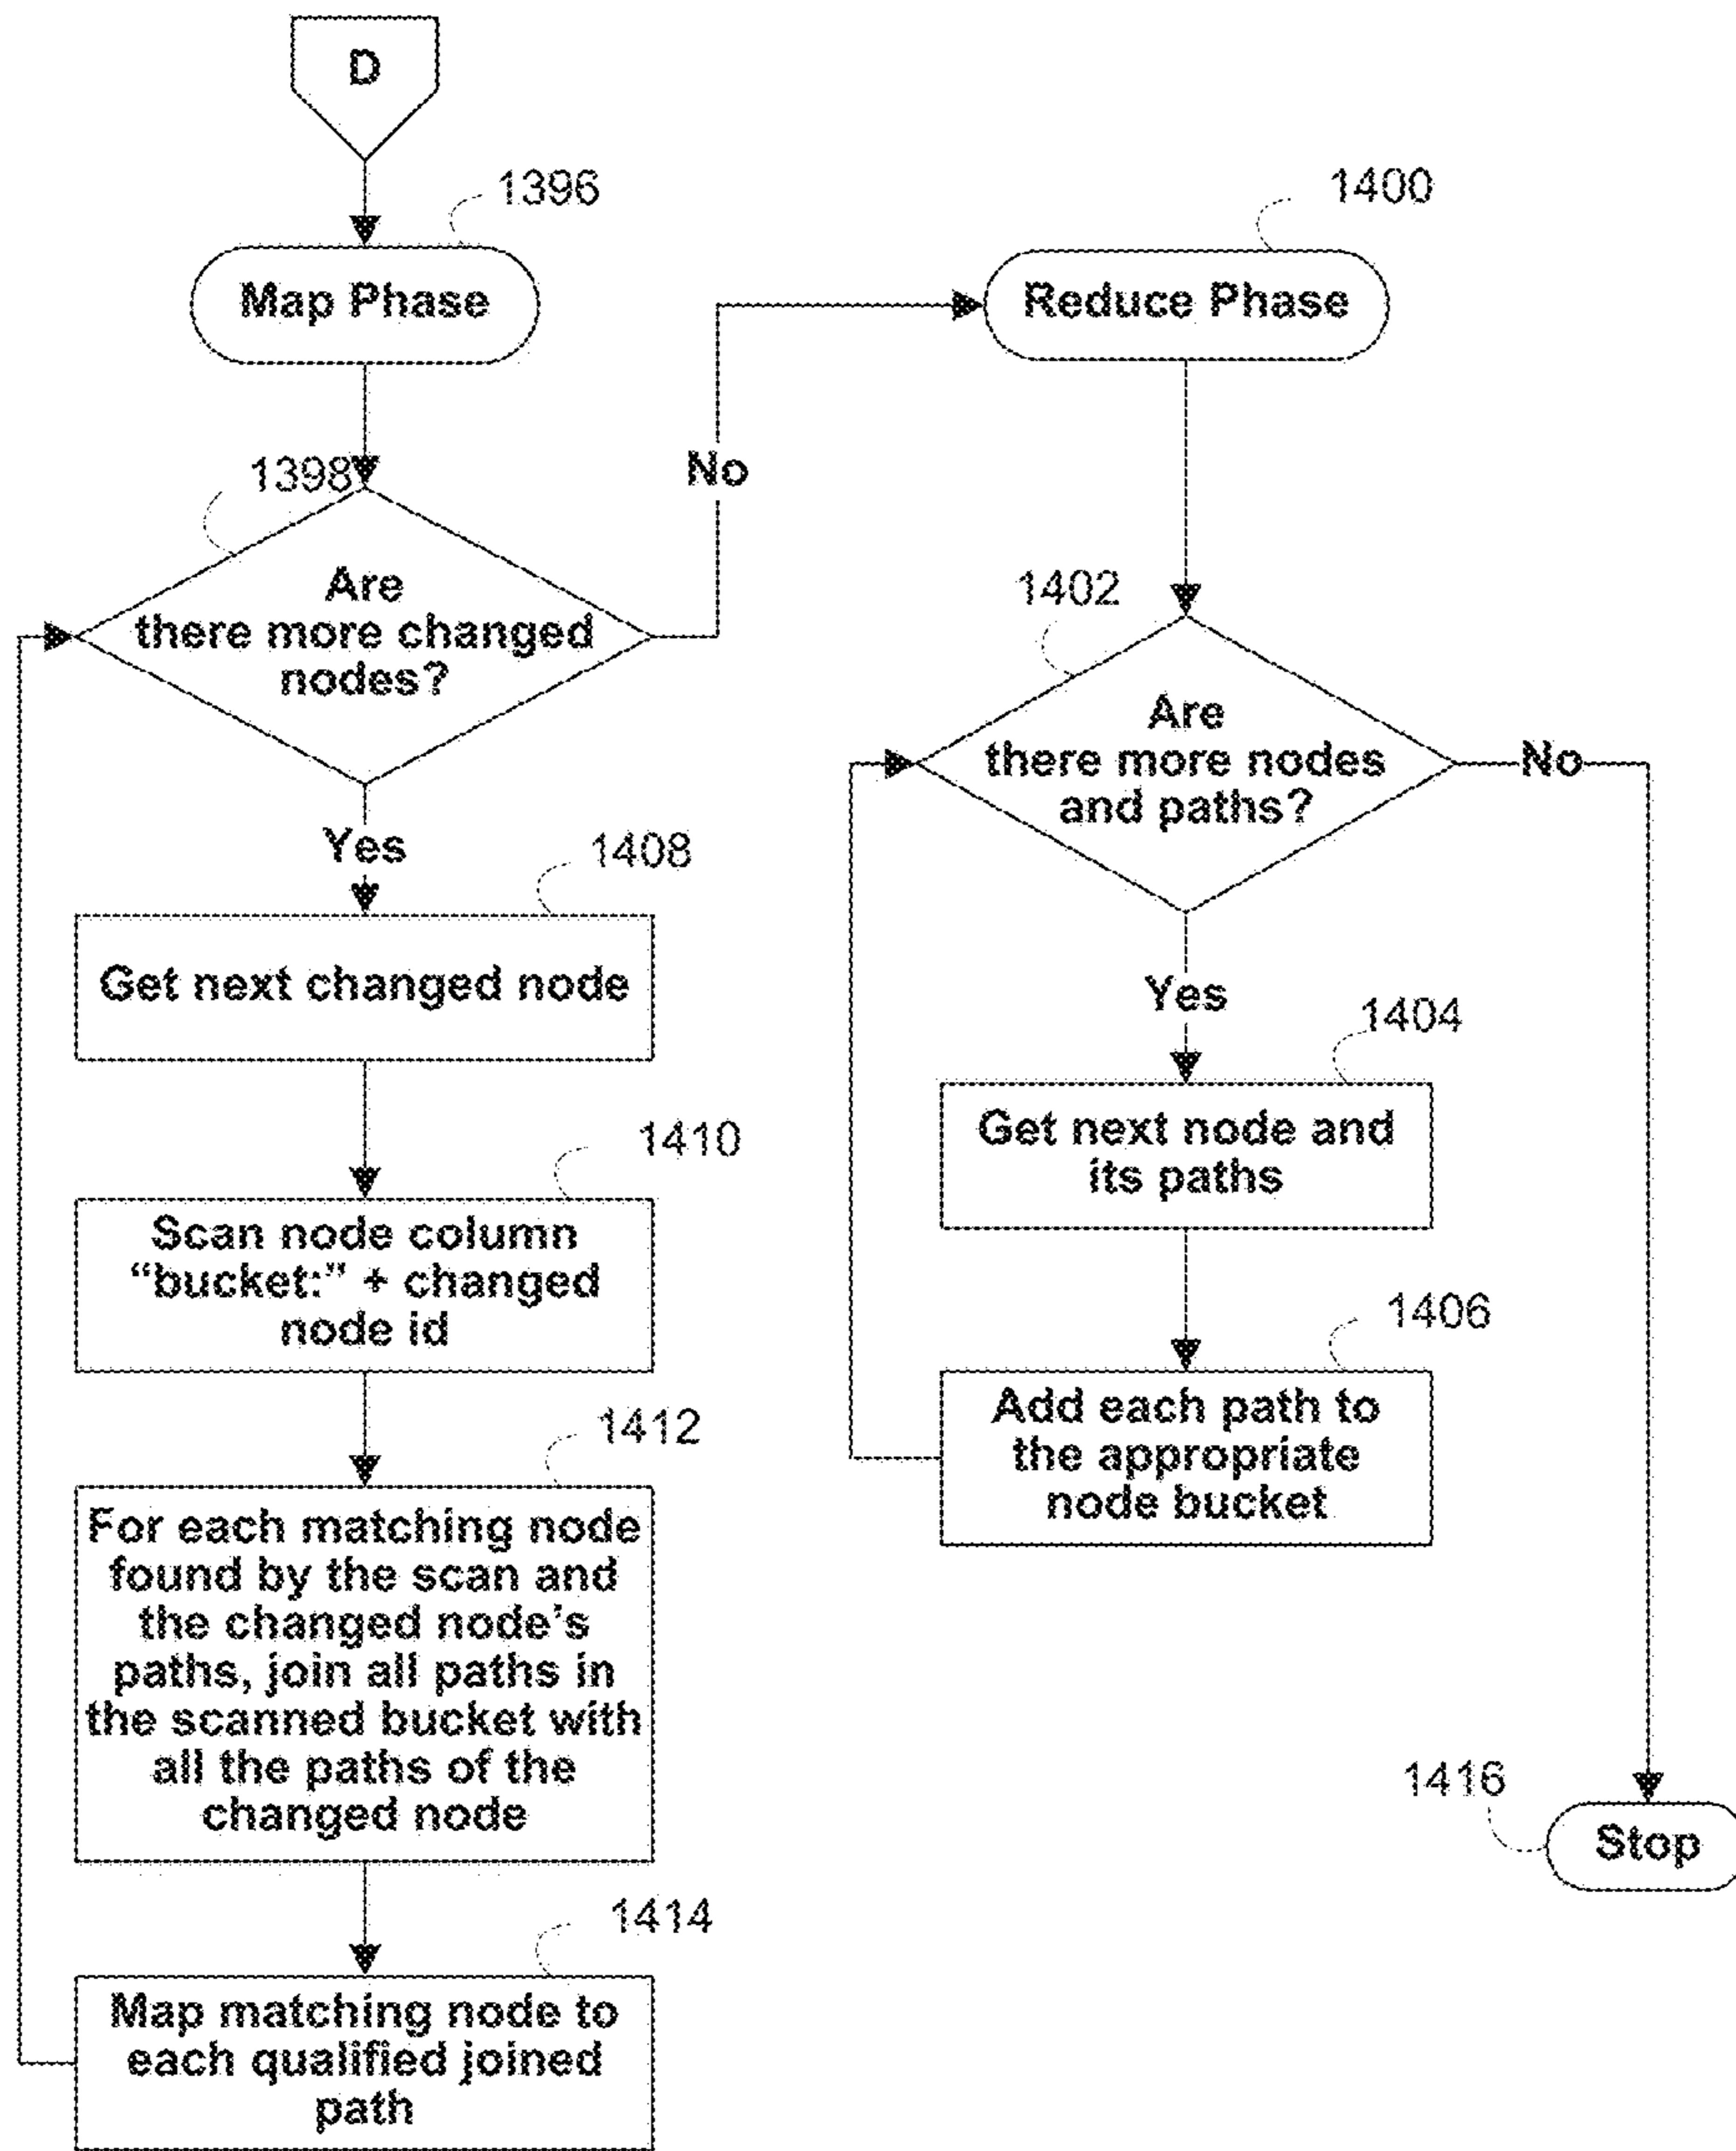 D
1396
Map Phase
1398
Are
there more changed
nodes?
No
Yes
1408
Get next changed node
1410
Scan node column
“bucket:” + changed
node id
1412
For each matching node
found by the scan and
the changed node’s
paths, join all paths in
the scanned bucket with
all the paths of the
changed node
1414
Map matching node to
each qualified joined
path
1400
Reduce Phase
1402
Are
there more nodes
and paths?
No
Yes
1404
Get next node and
its paths
1406
Add each path to
the appropriate
node bucket
1416
Stop